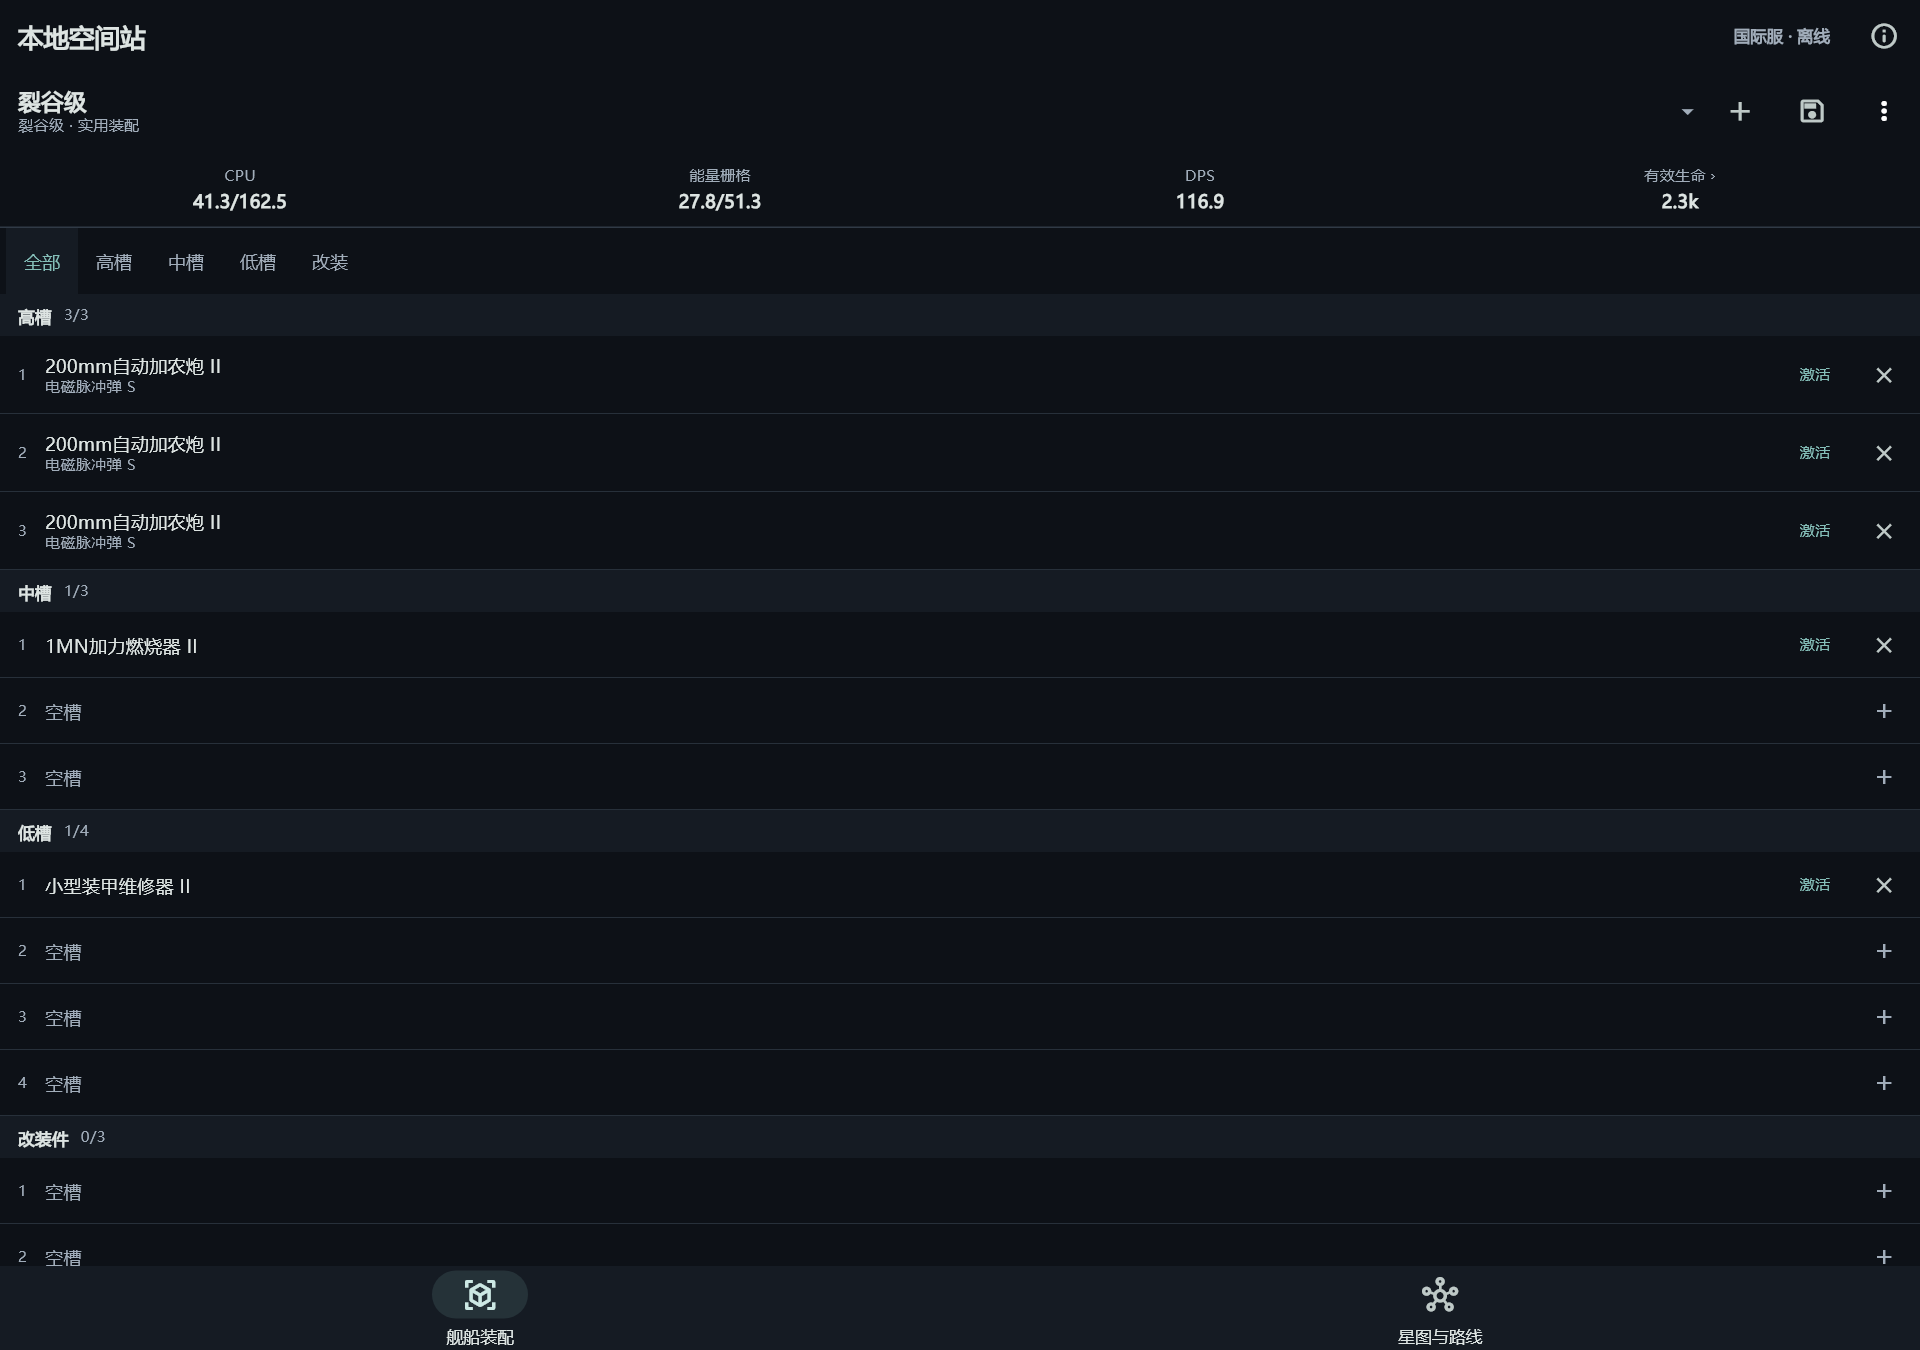 本地空间站
国际服 · 离线
裂谷级
裂谷级 · 实用装配
CPU
41.3/162.5
能量栅格
27.8/51.3
DPS
116.9
有效生命 ›
2.3k
全部 高槽 中槽 低槽 改装
高槽 3/3
1 200mm自动加农炮 II 激活
电磁脉冲弹 S
2 200mm自动加农炮 II 激活
电磁脉冲弹 S
3 200mm自动加农炮 II 激活
电磁脉冲弹 S
中槽 1/3
1 1MN加力燃烧器 II 激活
2 空槽
3 空槽
低槽 1/4
1 小型装甲维修器 II 激活
2 空槽
3 空槽
4 空槽
改装件 0/3
1 空槽
2 空槽
舰船装配
星图与路线